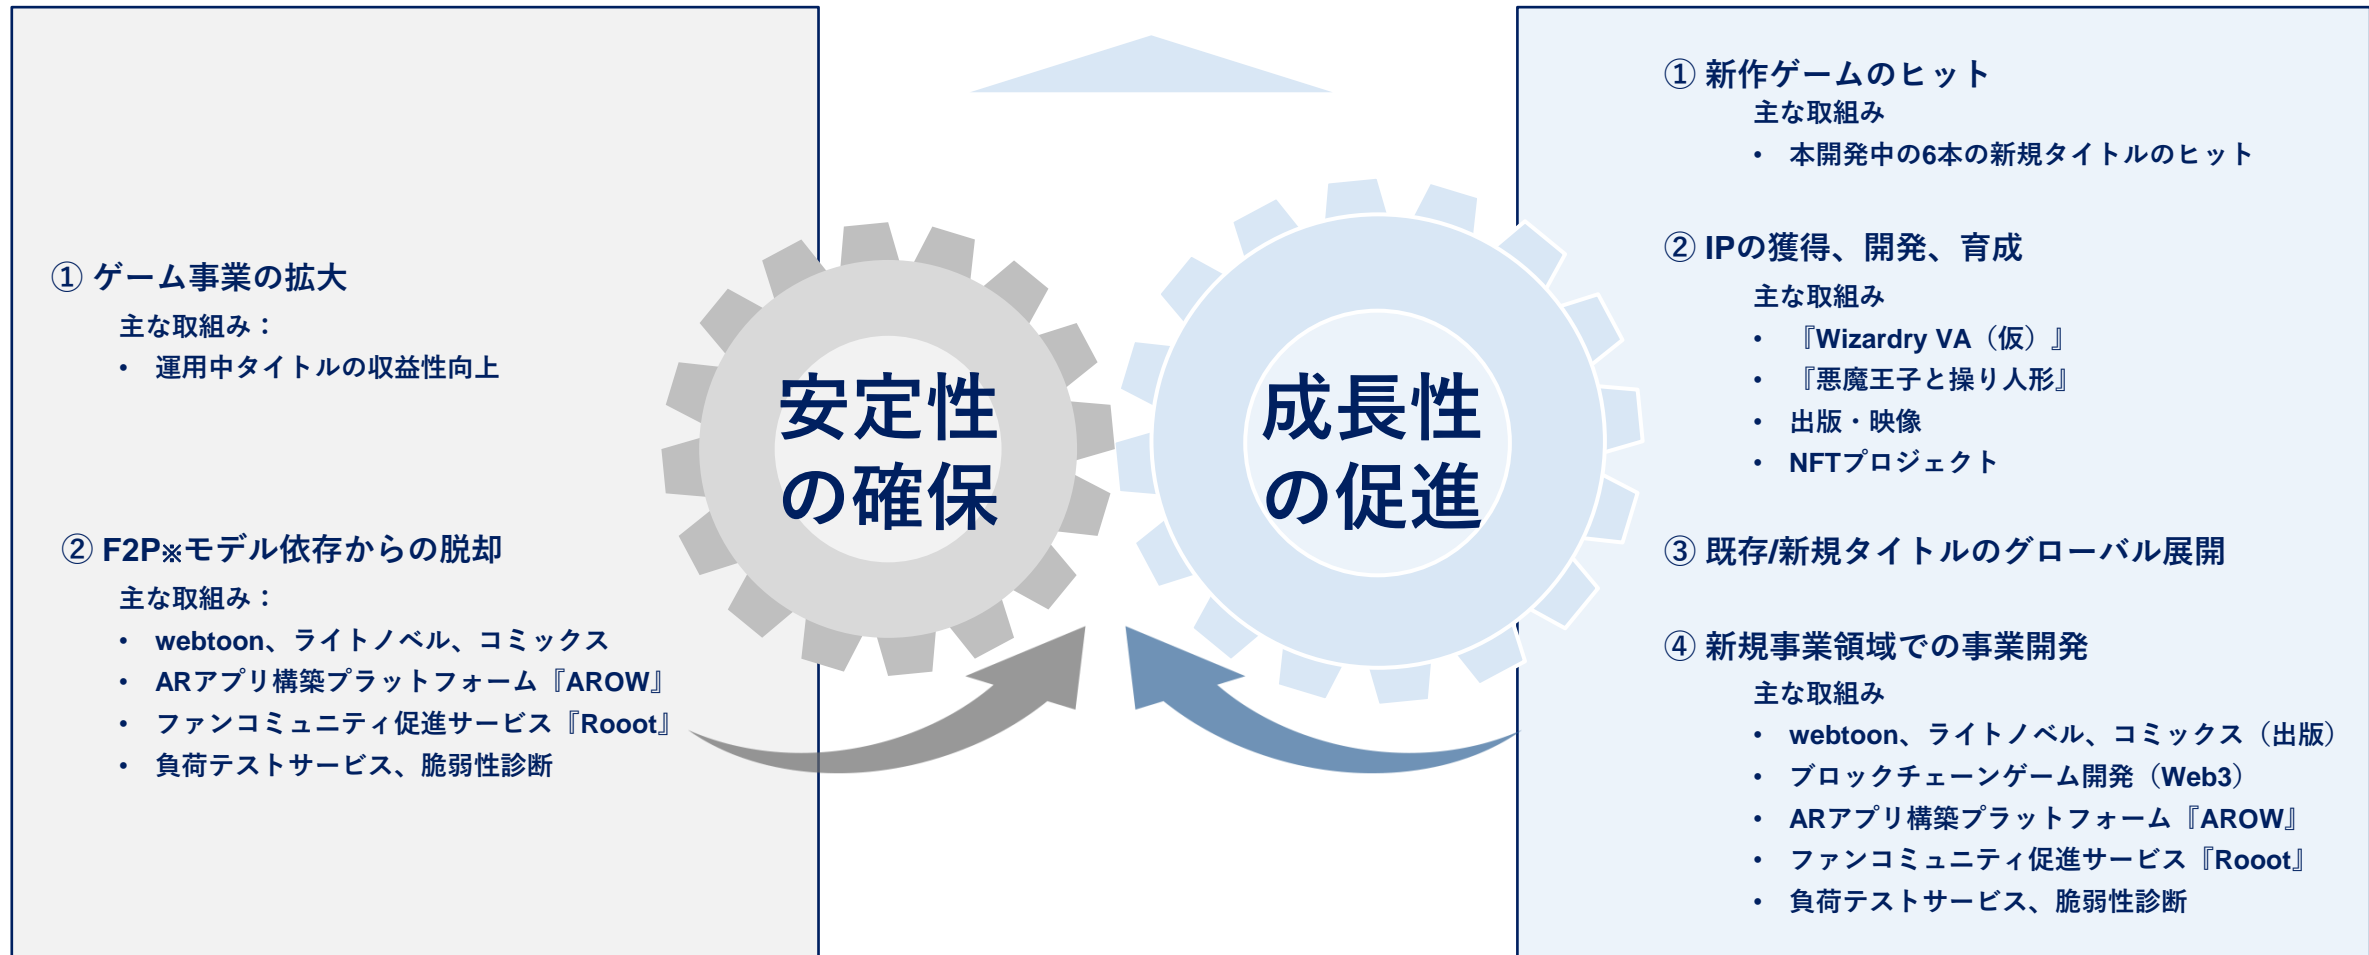 ① ゲーム事業の拡大
主な取組み：
• 運用中タイトルの収益性向上
② F2P※モデル依存からの脱却
主な取組み：
• webtoon、ライトノベル、コミックス
• ARアプリ構築プラットフォーム『AROW』
• ファンコミュニティ促進サービス『Rooot』
• 負荷テストサービス、脆弱性診断
安定性
の確保
成長性
の促進
① 新作ゲームのヒット
主な取組み
• 本開発中の6本の新規タイトルのヒット
② IPの獲得、開発、育成
主な取組み
• 『Wizardry VA（仮）』
• 『悪魔王子と操り人形』
• 出版・映像
• NFTプロジェクト
③ 既存/新規タイトルのグローバル展開
④ 新規事業領域での事業開発
主な取組み
• webtoon、ライトノベル、コミックス（出版）
• ブロックチェーンゲーム開発（Web3）
• ARアプリ構築プラットフォーム『AROW』
• ファンコミュニティ促進サービス『Rooot』
• 負荷テストサービス、脆弱性診断